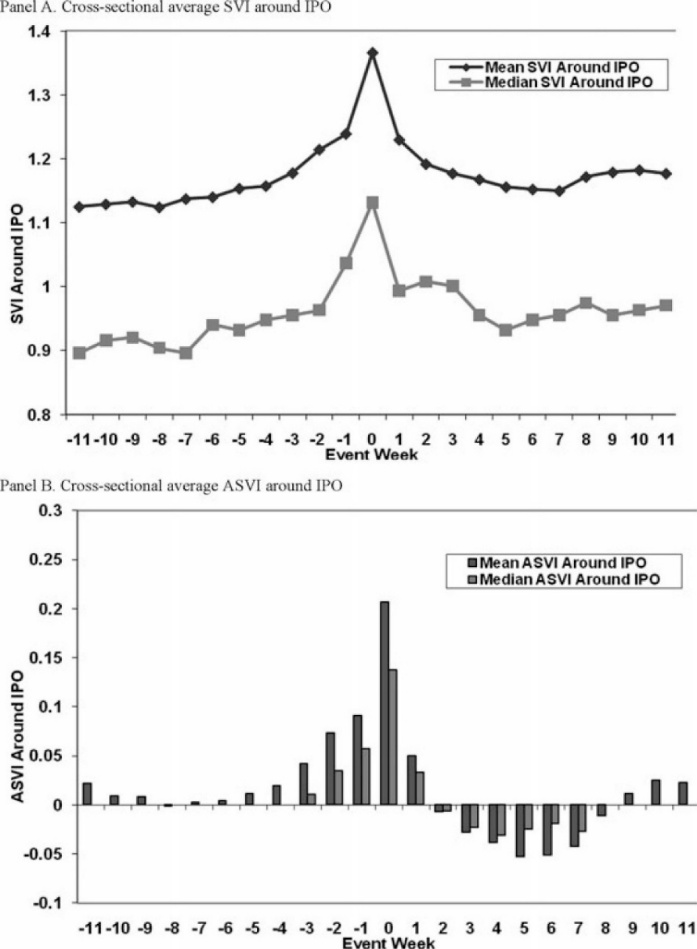 Panel A. Cross-sectional average SVI around IPO
1.4
1.3
1.2
1.1
1
0.9
0.8
SVI Around IPO
Mean SVI Around IPO
Median SVI Around IPO
-11 -10 -9 -8 -7 -6 -5 -4 -3 -2 -1 0 1 2 3 4 5 6 7 8 9 10 11
Event Week
Panel B. Cross-sectional average ASVI around IPO
0.3
0.25
0.2
0.15
0.1
0.05
0
-0.05
-0.1
ASVI Around IPO
Mean ASVI Around IPO
Median ASVI Around IPO
-11 -10 -9 -8 -7 -6 -5 -4 -3 -2 -1 0 1 2 3 4 5 6 7 8 9 10 11
Event Week